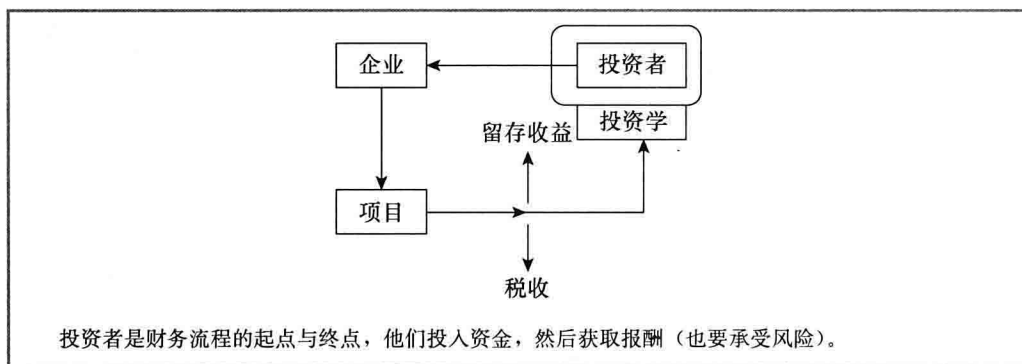 企业
投资者
投资学
留存收益
项目
税收
投资者是财务流程的起点与终点，他们投入资金，然后获取报酬（也要承受风险）。